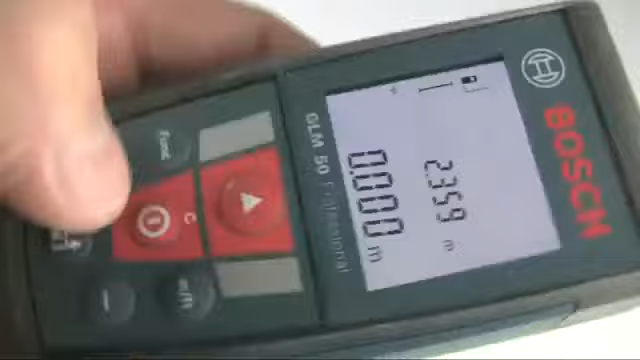 BOSCH
2.359 m
0.000 m
GLM 50 Professional
Func
C